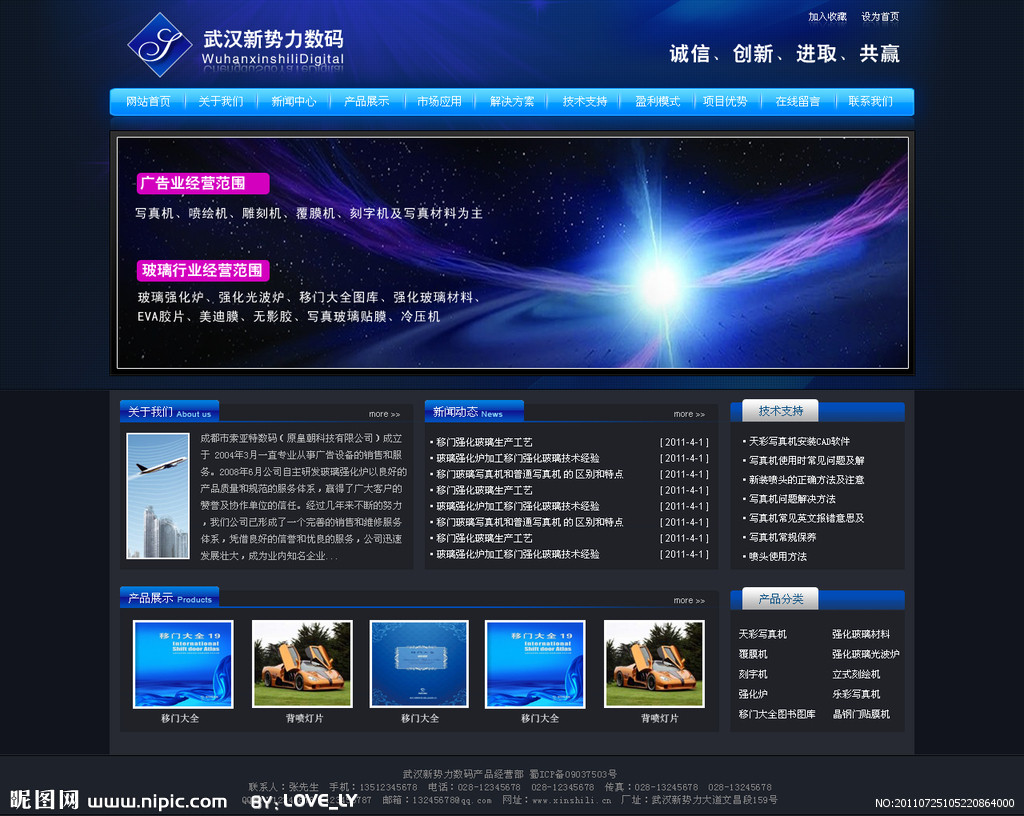 加入收藏 设为首页
武汉新势力数码
WuhanxinshiliDigital
诚信、创新、进取、共赢
网站首页 关于我们 新闻中心 产品展示 市场应用 解决方案 技术支持 盈利模式 项目优势 在线留言 联系我们
广告业经营范围
写真机、喷绘机、雕刻机、覆膜机、刻字机及写真材料为主
玻璃行业经营范围
玻璃强化炉、强化光波炉、移门大全图库、强化玻璃材料、
EVA胶片、美迪膜、无影胶、写真玻璃贴膜、冷压机
关于我们 About us more >>
成都市索亚特数码（原皇朝科技有限公司）成立
于 2004年3月一直专业从事广告设备的销售和服
务。2008年6月公司自主研发玻璃强化炉以良好的
产品质量和规范的服务体系，赢得了广大客户的
赞誉及协作单位的信任。经过几年来不断的努力
，我们公司已形成了一个完善的销售和维修服务
体系，凭借良好的信誉和优良的服务，公司迅速
发展壮大，成为业内知名企业...
新闻动态 News more >>
移门强化玻璃生产工艺 [ 2011-4-1 ]
玻璃强化炉加工移门强化玻璃技术经验 [ 2011-4-1 ]
移门玻璃写真机和普通写真机 的 区别和特点 [ 2011-4-1 ]
移门强化玻璃生产工艺 [ 2011-4-1 ]
玻璃强化炉加工移门强化玻璃技术经验 [ 2011-4-1 ]
移门玻璃写真机和普通写真机 的 区别和特点 [ 2011-4-1 ]
移门强化玻璃生产工艺 [ 2011-4-1 ]
玻璃强化炉加工移门强化玻璃技术经验 [ 2011-4-1 ]
技术支持
天彩写真机安装CAD软件
写真机使用时常见问题及解
新装喷头的正确方法及注意
写真机问题解决方法
写真机常见英文报错意思及
写真机常规保养
喷头使用方法
产品展示 Products more >>
移门大全 19
International
Shift door Atlas
移门大全 19
International
Shift door Atlas
移门大全 背喷灯片 移门大全 移门大全 背喷灯片
产品分类
天彩写真机 强化玻璃材料
覆膜机 强化玻璃光波炉
刻字机 立式刻绘机
强化炉 乐彩写真机
移门大全图书图库 晶钢门贴膜机
武汉新势力数码产品经营部 蜀ICP备09037503号
联系人：张先生 手机：13512345678 电话：028-12345678 028-12345678 传真：028-12345678 028-12345678
邮箱：132456780@qq.com 网址：www.xinshili.cn 厂址：武汉新势力大道文昌段159号
昵图网 www.nipic.com BY: LOVE_LY NO:20110725105220864000